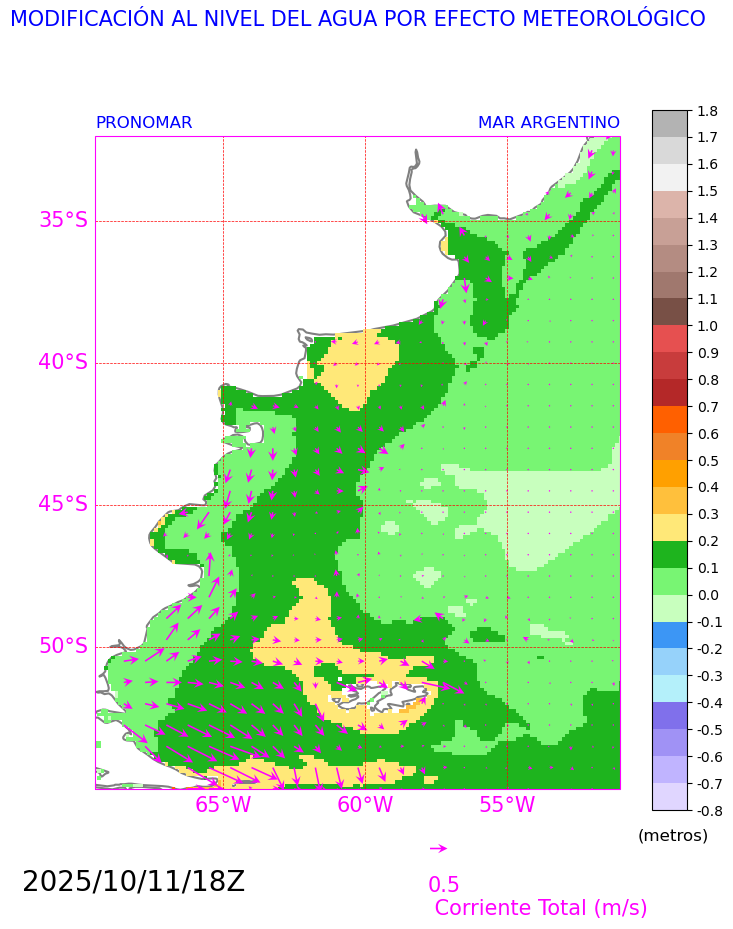 MODIFICACIÓN AL NIVEL DEL AGUA POR EFECTO METEOROLÓGICO
PRONOMAR
MAR ARGENTINO
35°S
40°S
45°S
50°S
65°W
60°W
55°W
1.8
1.7
1.6
1.5
1.4
1.3
1.2
1.1
1.0
0.9
0.8
0.7
0.6
0.5
0.4
0.3
0.2
0.1
0.0
-0.1
-0.2
-0.3
-0.4
-0.5
-0.6
-0.7
-0.8
(metros)
2025/10/11/18Z
0.5
Corriente Total (m/s)